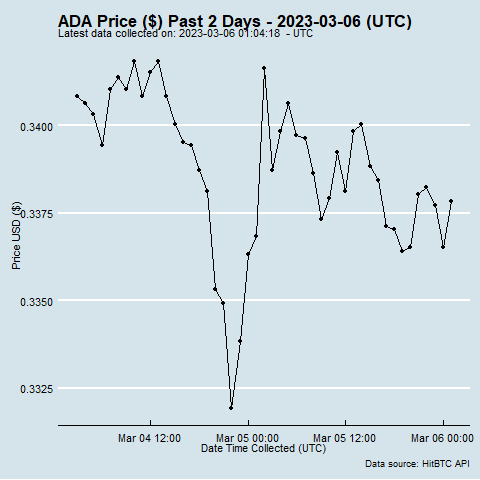 ADA Price ($) Past 2 Days - 2023-03-06 (UTC)
Latest data collected on: 2023-03-06 01:04:18 - UTC
0.3400
0.3375
0.3350
0.3325
Price USD ($)
Mar 04 12:00 Mar 05 00:00 Mar 05 12:00 Mar 06 00:00
Date Time Collected (UTC)
Data source: HitBTC API